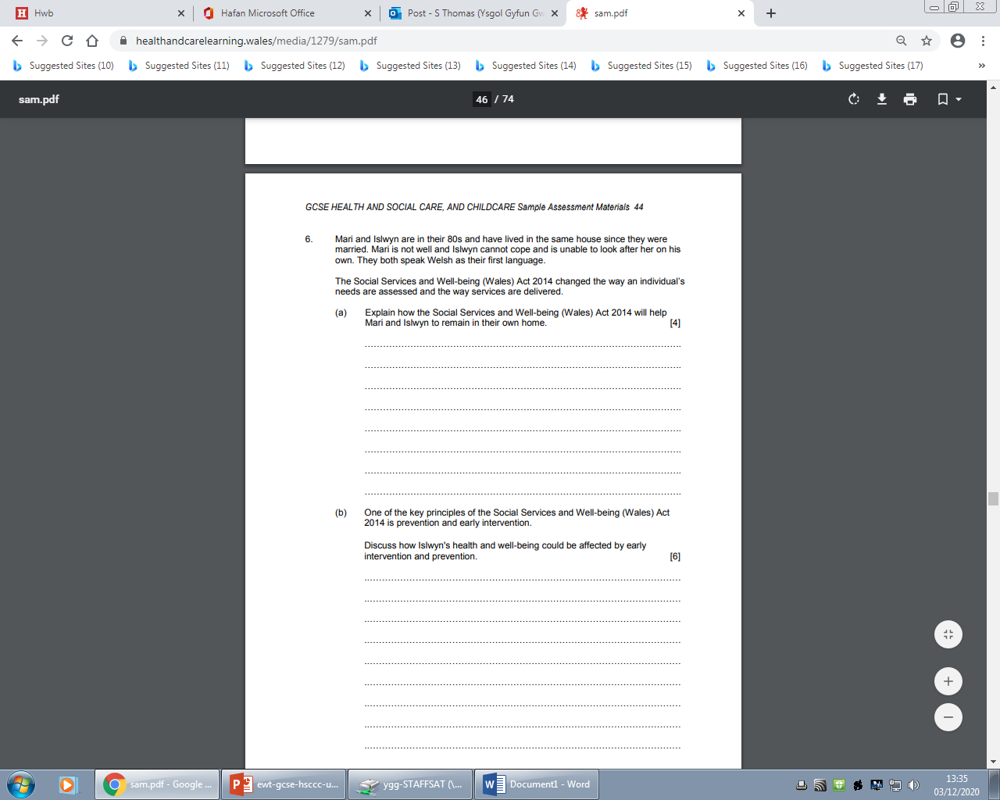 Hwb
Hafan Microsoft Office
Post - S Thomas (Ysgol Gyfun Gw
sam.pdf
healthandcarelearning.wales/media/1279/sam.pdf
Suggested Sites (10)
Suggested Sites (11)
Suggested Sites (12)
Suggested Sites (13)
Suggested Sites (14)
Suggested Sites (15)
Suggested Sites (16)
Suggested Sites (17)
sam.pdf
46 / 74
GCSE HEALTH AND SOCIAL CARE, AND CHILDCARE Sample Assessment Materials 44
6. Mari and Islwyn are in their 80s and have lived in the same house since they were
married. Mari is not well and Islwyn cannot cope and is unable to look after her on his
own. They both speak Welsh as their first language.
The Social Services and Well-being (Wales) Act 2014 changed the way an individual's
needs are assessed and the way services are delivered.
(a) Explain how the Social Services and Well-being (Wales) Act 2014 will help
Mari and Islwyn to remain in their own home. [4]
(b) One of the key principles of the Social Services and Well-being (Wales) Act
2014 is prevention and early intervention.
Discuss how Islwyn's health and well-being could be affected by early
intervention and prevention. [6]
sam.pdf - Google ...
ewt-gcse-hsccc-u...
ygg-STAFFSAT (\...
Document1 - Word
13:35
03/12/2020